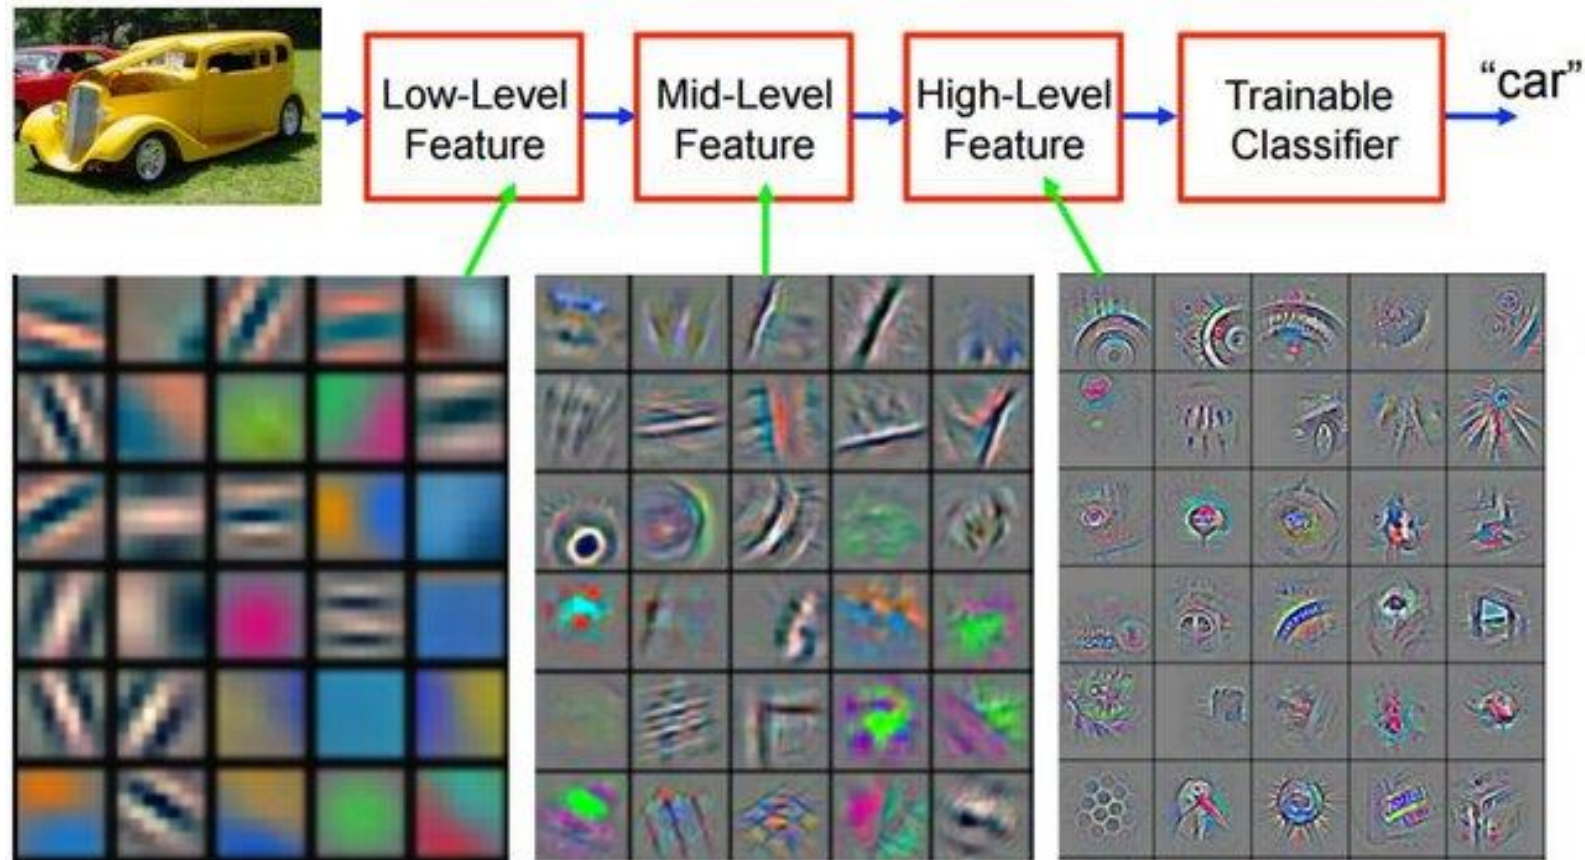 Low-Level
Feature
Mid-Level
Feature
High-Level
Feature
Trainable
Classifier
“car”